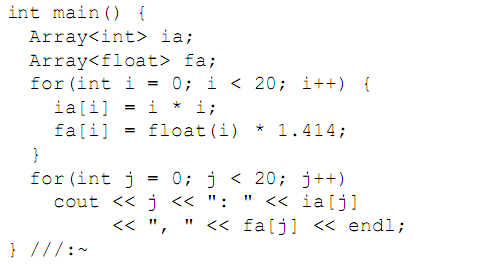 int main() {
  Array<int> ia;
  Array<float> fa;
  for(int i = 0; i < 20; i++) {
    ia[i] = i * i;
    fa[i] = float(i) * 1.414;
  }
  for(int j = 0; j < 20; j++)
    cout << j << ": " << ia[j]
         << ", " << fa[j] << endl;
} ///:~